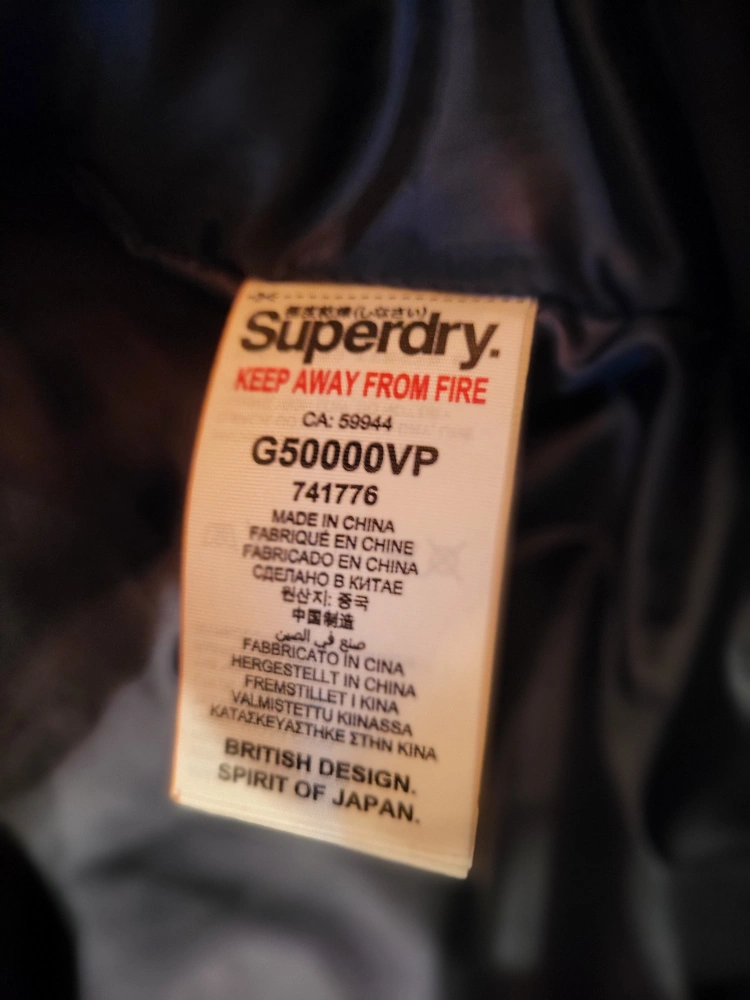 Superdry.
KEEP AWAY FROM FIRE
CA: 59944
G50000VP
741776
MADE IN CHINA
FABRIQUÉ EN CHINE
FABRICADO EN CHINA
СДЕЛАНО В КИТАЕ
원산지: 중국
中国制造
صنع في الصين
FABBRICATO IN CINA
HERGESTELLT IN CHINA
FREMSTILLET I KINA
VALMISTETTU KIINASSA
ΚΑΤΑΣΚΕΥΑΣΤΗΚΕ ΣΤΗΝ ΚΙΝΑ
BRITISH DESIGN.
SPIRIT OF JAPAN.